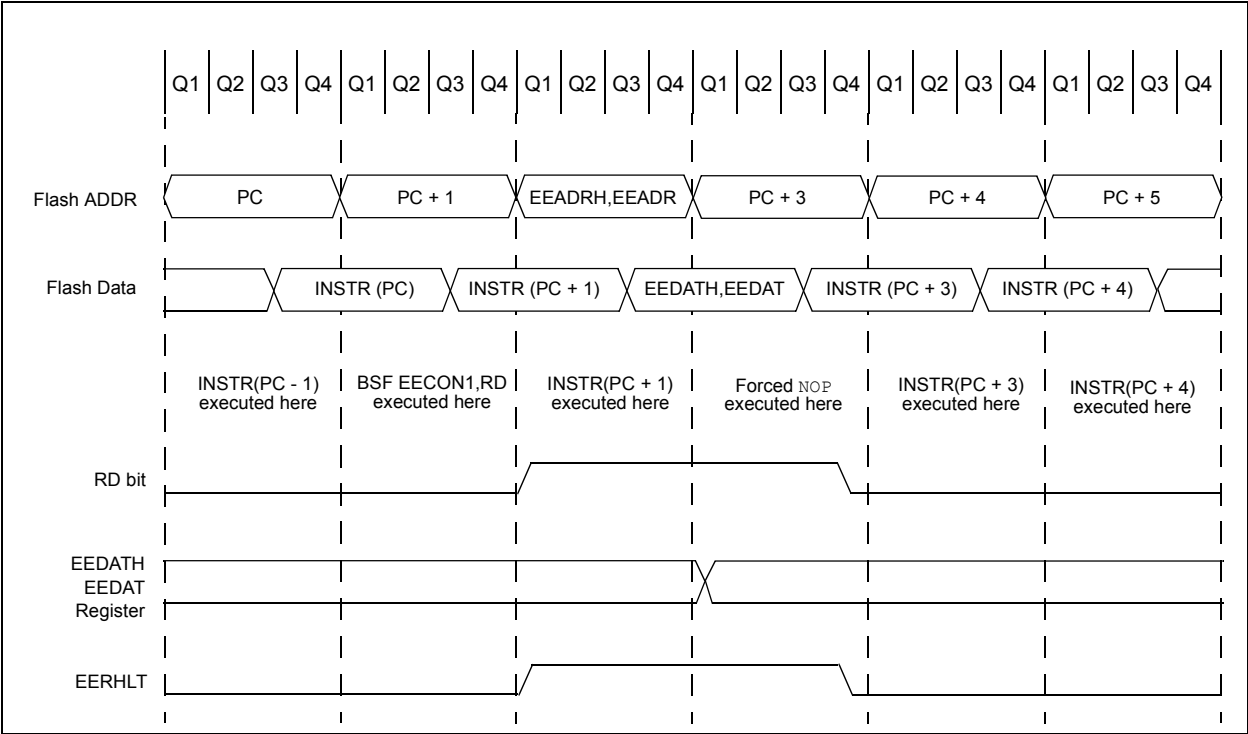 Q1 Q2 Q3 Q4 Q1 Q2 Q3 Q4 Q1 Q2 Q3 Q4 Q1 Q2 Q3 Q4 Q1 Q2 Q3 Q4 Q1 Q2 Q3 Q4
Flash ADDR PC PC + 1 EEADRH,EEADR PC + 3 PC + 4 PC + 5
Flash Data INSTR (PC) INSTR (PC + 1) EEDATH,EEDAT INSTR (PC + 3) INSTR (PC + 4)
INSTR(PC - 1) BSF EECON1,RD INSTR(PC + 1) Forced NOP INSTR(PC + 3) INSTR(PC + 4)
executed here executed here executed here executed here executed here executed here
RD bit
EEDATH
EEDAT
Register
EERHLT